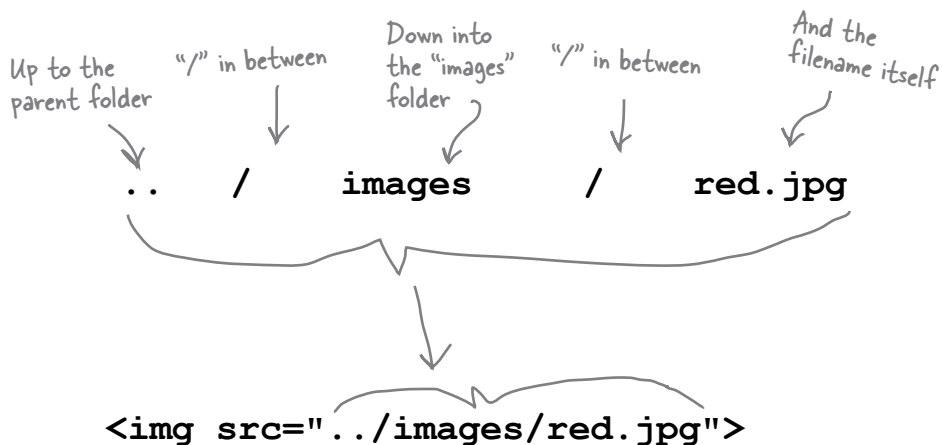 Up to the
parent folder
“/” in between
Down into
the “images”
folder
“/” in between
And the
filename itself
.. / images / red.jpg
<img src="../images/red.jpg">